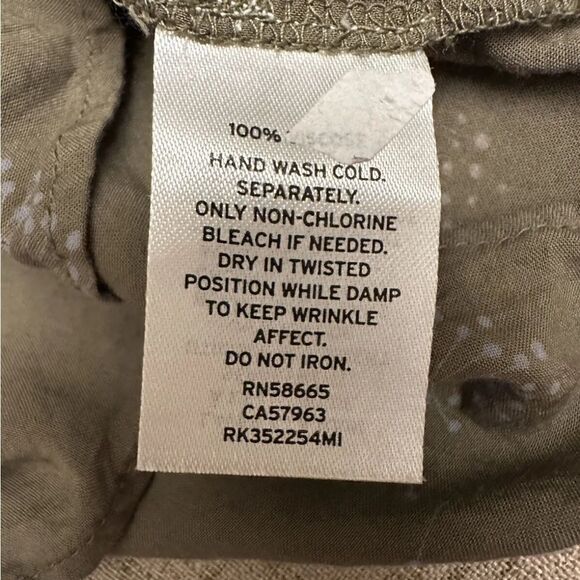 100%
HAND WASH COLD.
SEPARATELY.
ONLY NON-CHLORINE
BLEACH IF NEEDED.
DRY IN TWISTED
POSITION WHILE DAMP
TO KEEP WRINKLE
AFFECT.
DO NOT IRON.
RN58665
CA57963
RK352254MI